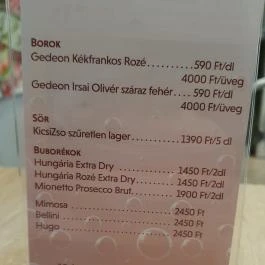 BOROK
Gedeon Kékfrankos Rozé..........590 Ft/dl
4000 Ft/üveg
Gedeon Irsai Olivér száraz fehér....590 Ft/dl
4000 Ft/üveg
SÖR
KicsiZso szűretlen lager...........1390 Ft/5 dl
BUBORÉKOK
Hungária Extra Dry ............1450 Ft/2dl
Hungária Rozé Extra Dry........1450 Ft/2dl
Mionetto Prosecco Brut..........1900 Ft/2dl
Mimosa ....................2450 Ft
Bellini ....................2450 Ft
Hugo ....................2450 Ft